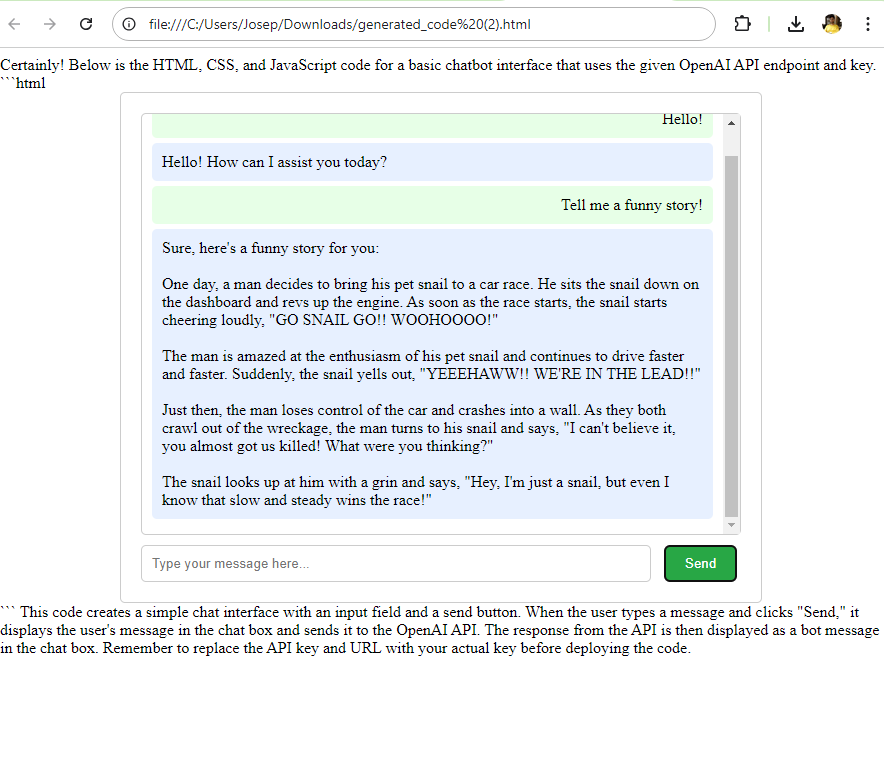 file:///C:/Users/Josep/Downloads/generated_code%20(2).html
Certainly! Below is the HTML, CSS, and JavaScript code for a basic chatbot interface that uses the given OpenAI API endpoint and key.
```html
Hello!
Hello! How can I assist you today?
Tell me a funny story!
Sure, here's a funny story for you:
One day, a man decides to bring his pet snail to a car race. He sits the snail down on
the dashboard and revs up the engine. As soon as the race starts, the snail starts
cheering loudly, "GO SNAIL GO!! WOOHOOOO!"
The man is amazed at the enthusiasm of his pet snail and continues to drive faster
and faster. Suddenly, the snail yells out, "YEEEHAWW!! WE'RE IN THE LEAD!!"
Just then, the man loses control of the car and crashes into a wall. As they both
crawl out of the wreckage, the man turns to his snail and says, "I can't believe it,
you almost got us killed! What were you thinking?"
The snail looks up at him with a grin and says, "Hey, I'm just a snail, but even I
know that slow and steady wins the race!"
Type your message here...
Send
``` This code creates a simple chat interface with an input field and a send button. When the user types a message and clicks "Send," it
displays the user's message in the chat box and sends it to the OpenAI API. The response from the API is then displayed as a bot message
in the chat box. Remember to replace the API key and URL with your actual key before deploying the code.